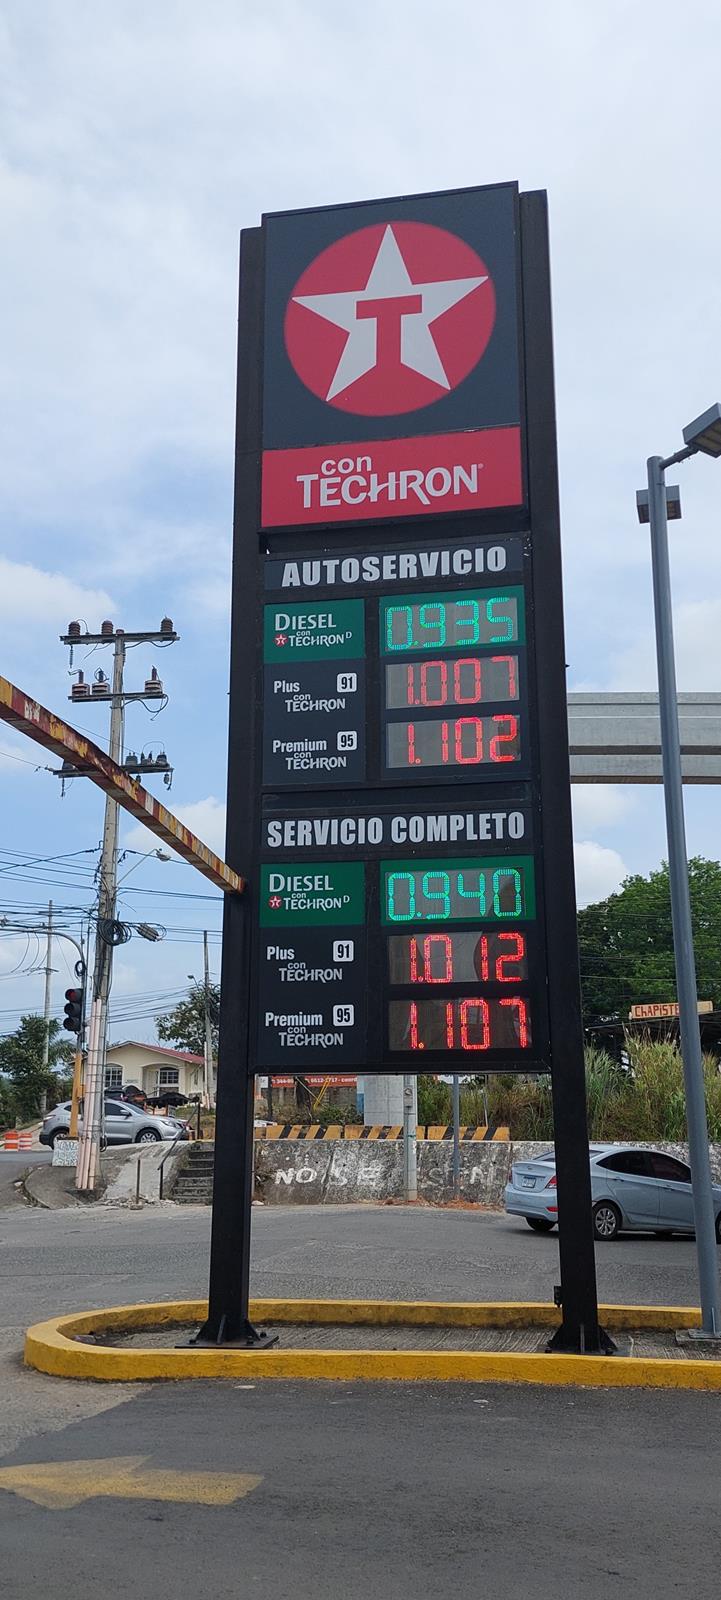 T
con
TECHRON®
AUTOSERVICIO
DIESEL
con
TECHRON D
0.935
Plus 91
con
TECHRON
1.007
Premium 95
con
TECHRON
1.102
SERVICIO COMPLETO
DIESEL
con
TECHRON D
0.940
Plus 91
con
TECHRON
1.012
Premium 95
con
TECHRON
1.107
NO SE